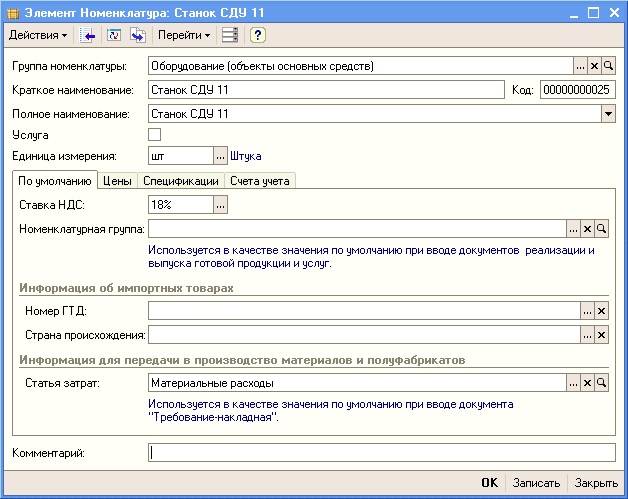 Элемент Номенклатура: Станок СДУ 11
Действия Перейти ?
Группа номенклатуры: Оборудование (объекты основных средств) ...
Краткое наименование: Станок СДУ 11 Код: 00000000025
Полное наименование: Станок СДУ 11
Услуга
Единица измерения: шт ... Штука
По умолчанию Цены Спецификации Счета учета
Ставка НДС: 18% ...
Номенклатурная группа: ...
Используется в качестве значения по умолчанию при вводе документов реализации и
выпуска готовой продукции и услуг.
Информация об импортных товарах
Номер ГТД: ...
Страна происхождения: ...
Информация для передачи в производство материалов и полуфабрикатов
Статья затрат: Материальные расходы ...
Используется в качестве значения по умолчанию при вводе документа
"Требование-накладная".
Комментарий:
OK Записать Закрыть